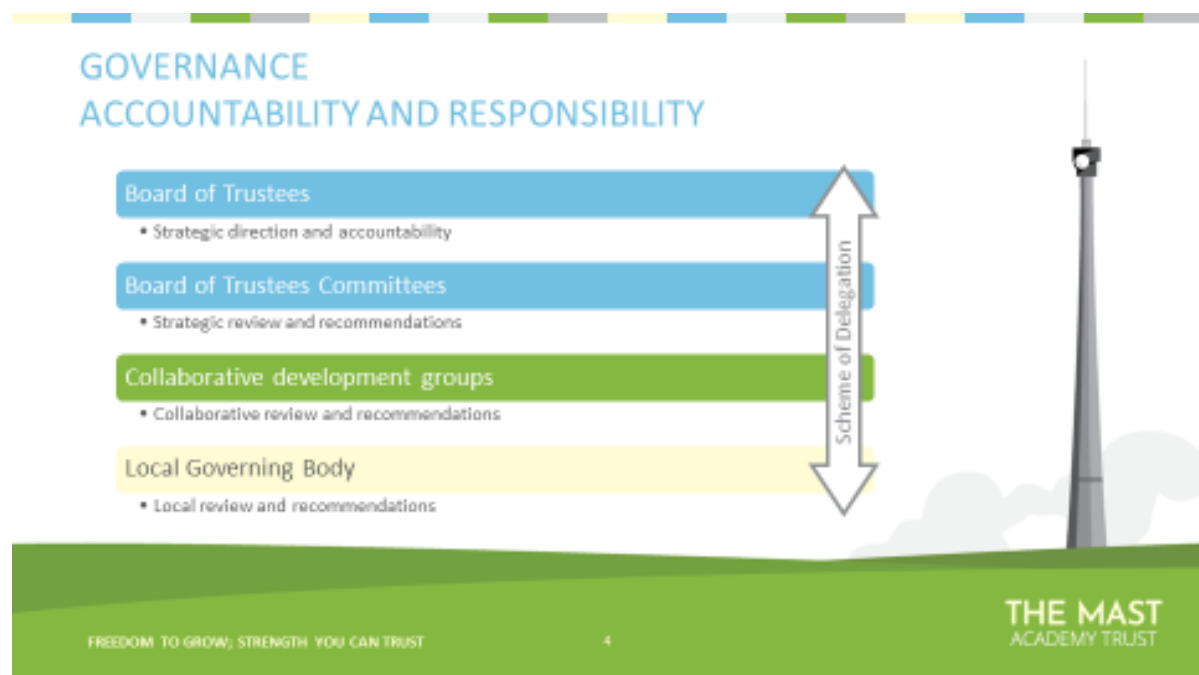 GOVERNANCE
ACCOUNTABILITY AND RESPONSIBILITY
Board of Trustees
• Strategic direction and accountability
Board of Trustees Committees
• Strategic review and recommendations
Collaborative development groups
• Collaborative review and recommendations
Local Governing Body
• Local review and recommendations
Scheme of Delegation
FREEDOM TO GROW; STRENGTH YOU CAN TRUST
4
THE MAST
ACADEMY TRUST